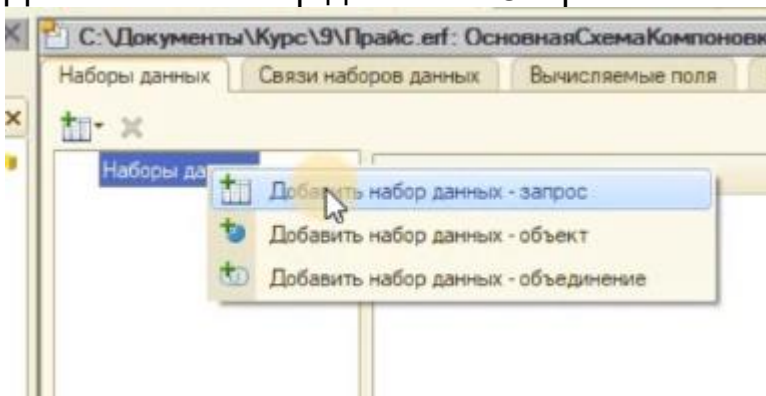 C:\Документы\Курс\9\Прайс.erf: ОсновнаяСхемаКомпоновк
Наборы данных Связи наборов данных Вычисляемые поля
Наборы да
Добавить набор данных - запрос
Добавить набор данных - объект
Добавить набор данных - объединение